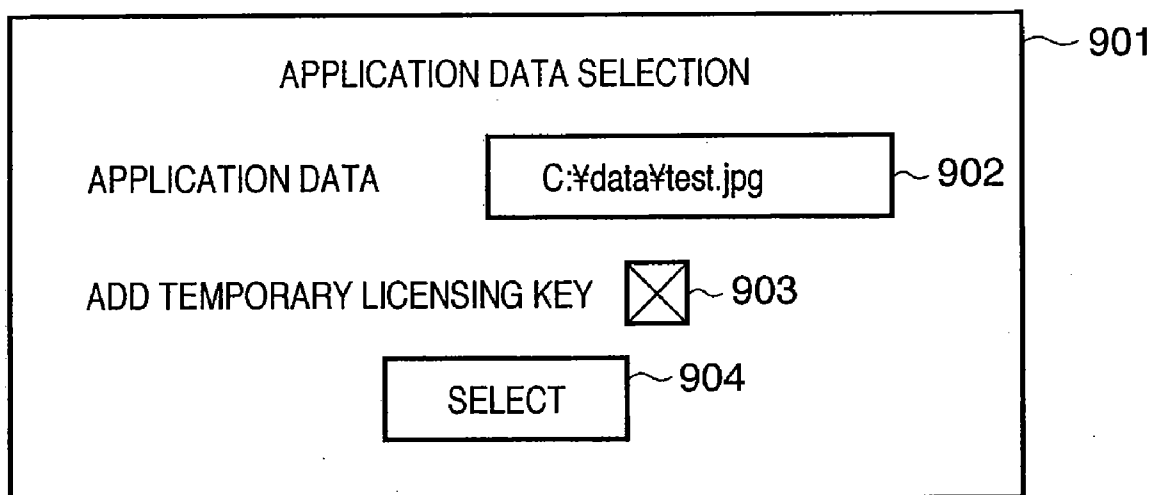 901
APPLICATION DATA SELECTION
APPLICATION DATA C:¥data¥test.jpg 902
ADD TEMPORARY LICENSING KEY 903
SELECT 904